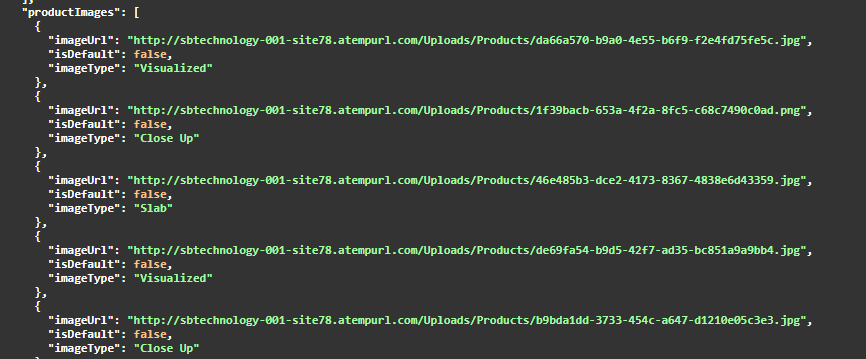 "productImages": [
{
"imageUrl": "http://sbtechnology-001-site78.atempurl.com/Uploads/Products/da66a570-b9a0-4e55-b6f9-f2e4fd75fe5c.jpg",
"isDefault": false,
"imageType": "Visualized"
},
{
"imageUrl": "http://sbtechnology-001-site78.atempurl.com/Uploads/Products/1f39bacb-653a-4f2a-8fc5-c68c7490c0ad.png",
"isDefault": false,
"imageType": "Close Up"
},
{
"imageUrl": "http://sbtechnology-001-site78.atempurl.com/Uploads/Products/46e485b3-dce2-4173-8367-4838e6d43359.jpg",
"isDefault": false,
"imageType": "Slab"
},
{
"imageUrl": "http://sbtechnology-001-site78.atempurl.com/Uploads/Products/de69fa54-b9d5-42f7-ad35-bc851a9a9bb4.jpg",
"isDefault": false,
"imageType": "Visualized"
},
{
"imageUrl": "http://sbtechnology-001-site78.atempurl.com/Uploads/Products/b9bda1dd-3733-454c-a647-d1210e05c3e3.jpg",
"isDefault": false,
"imageType": "Close Up"